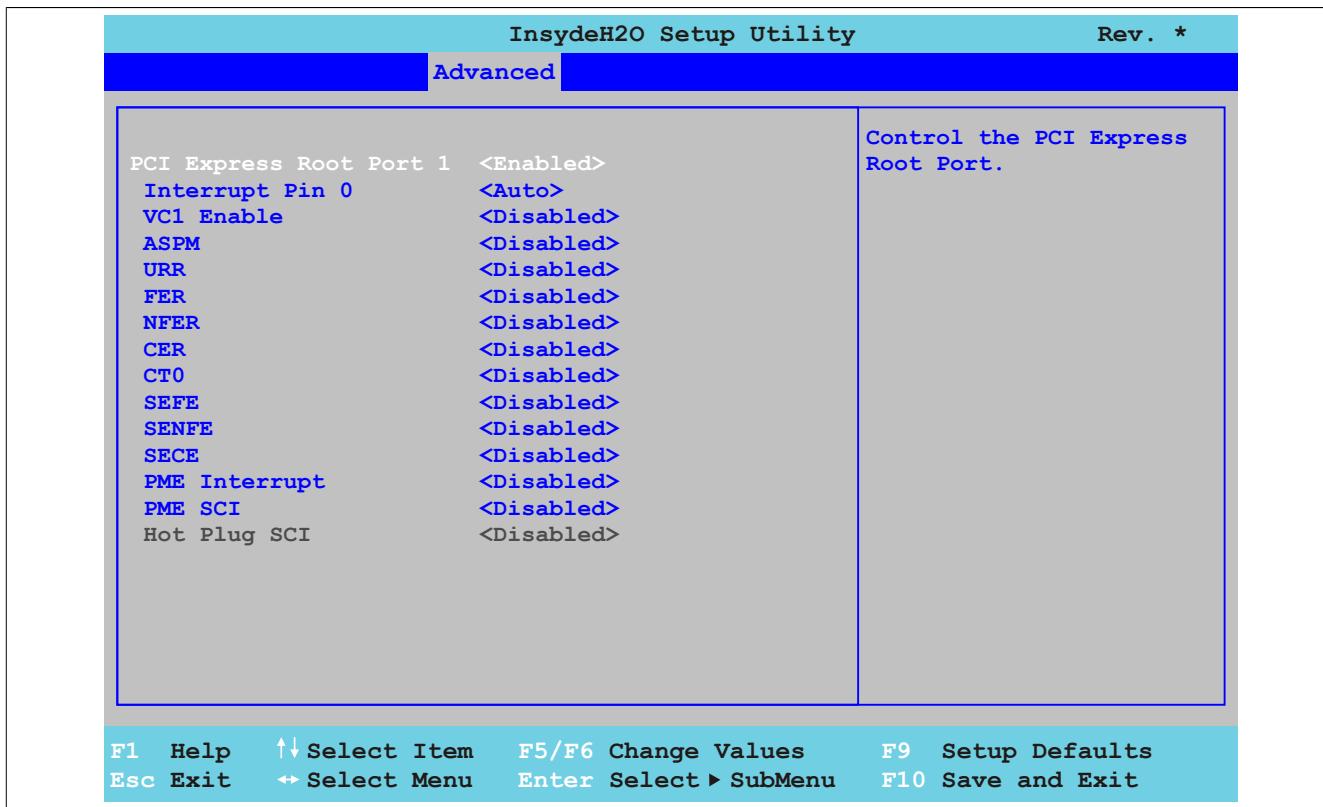 InsydeH2O Setup Utility Rev. *
Advanced
Control the PCI Express
PCI Express Root Port 1 <Enabled> Root Port.
Interrupt Pin 0 <Auto>
VC1 Enable <Disabled>
ASPM <Disabled>
URR <Disabled>
FER <Disabled>
NFER <Disabled>
CER <Disabled>
CT0 <Disabled>
SEFE <Disabled>
SENFE <Disabled>
SECE <Disabled>
PME Interrupt <Disabled>
PME SCI <Disabled>
Hot Plug SCI <Disabled>
F1 Help ↑↓ Select Item F5/F6 Change Values F9 Setup Defaults
Esc Exit ↔ Select Menu Enter Select ▶ SubMenu F10 Save and Exit